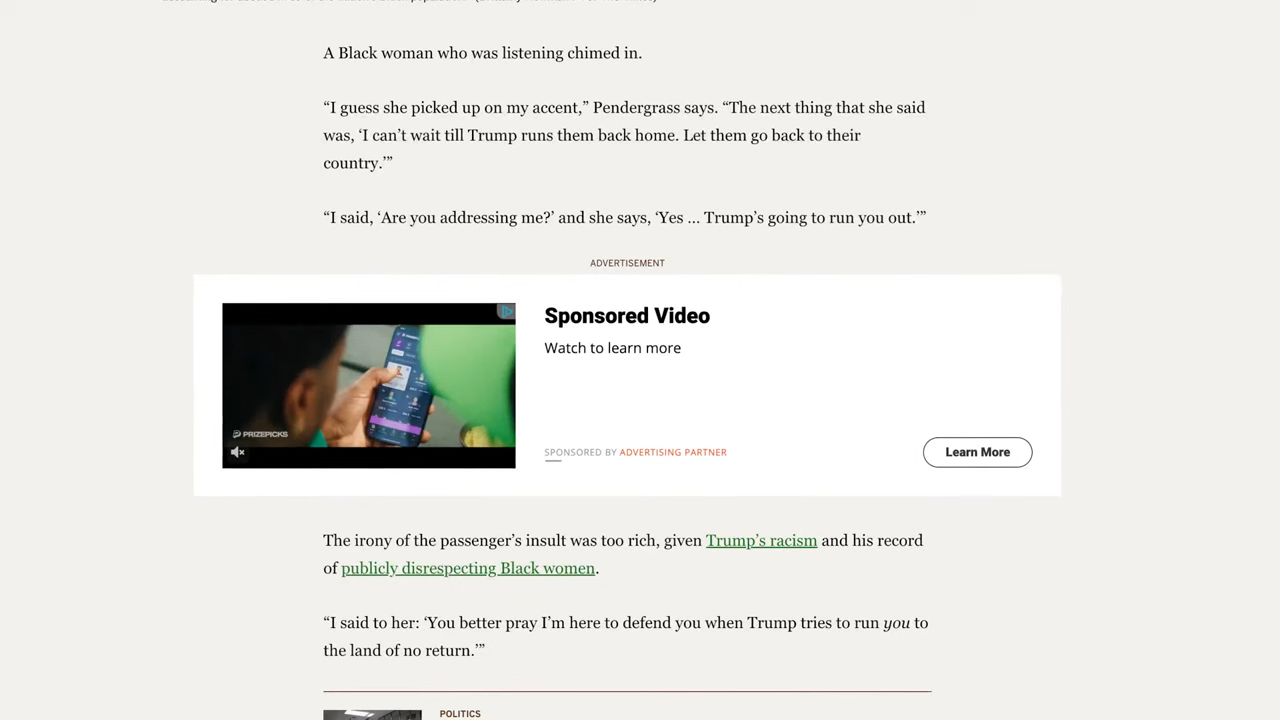 A Black woman who was listening chimed in.
“I guess she picked up on my accent,” Pendergrass says. “The next thing that she said
was, ‘I can’t wait till Trump runs them back home. Let them go back to their
country.’”
“I said, ‘Are you addressing me?’ and she says, ‘Yes ... Trump’s going to run you out.’”
ADVERTISEMENT
Sponsored Video
Watch to learn more
PRIZEPICKS
SPONSORED BY ADVERTISING PARTNER
Learn More
The irony of the passenger’s insult was too rich, given Trump’s racism and his record
of publicly disrespecting Black women.
“I said to her: ‘You better pray I’m here to defend you when Trump tries to run you to
the land of no return.’”
POLITICS